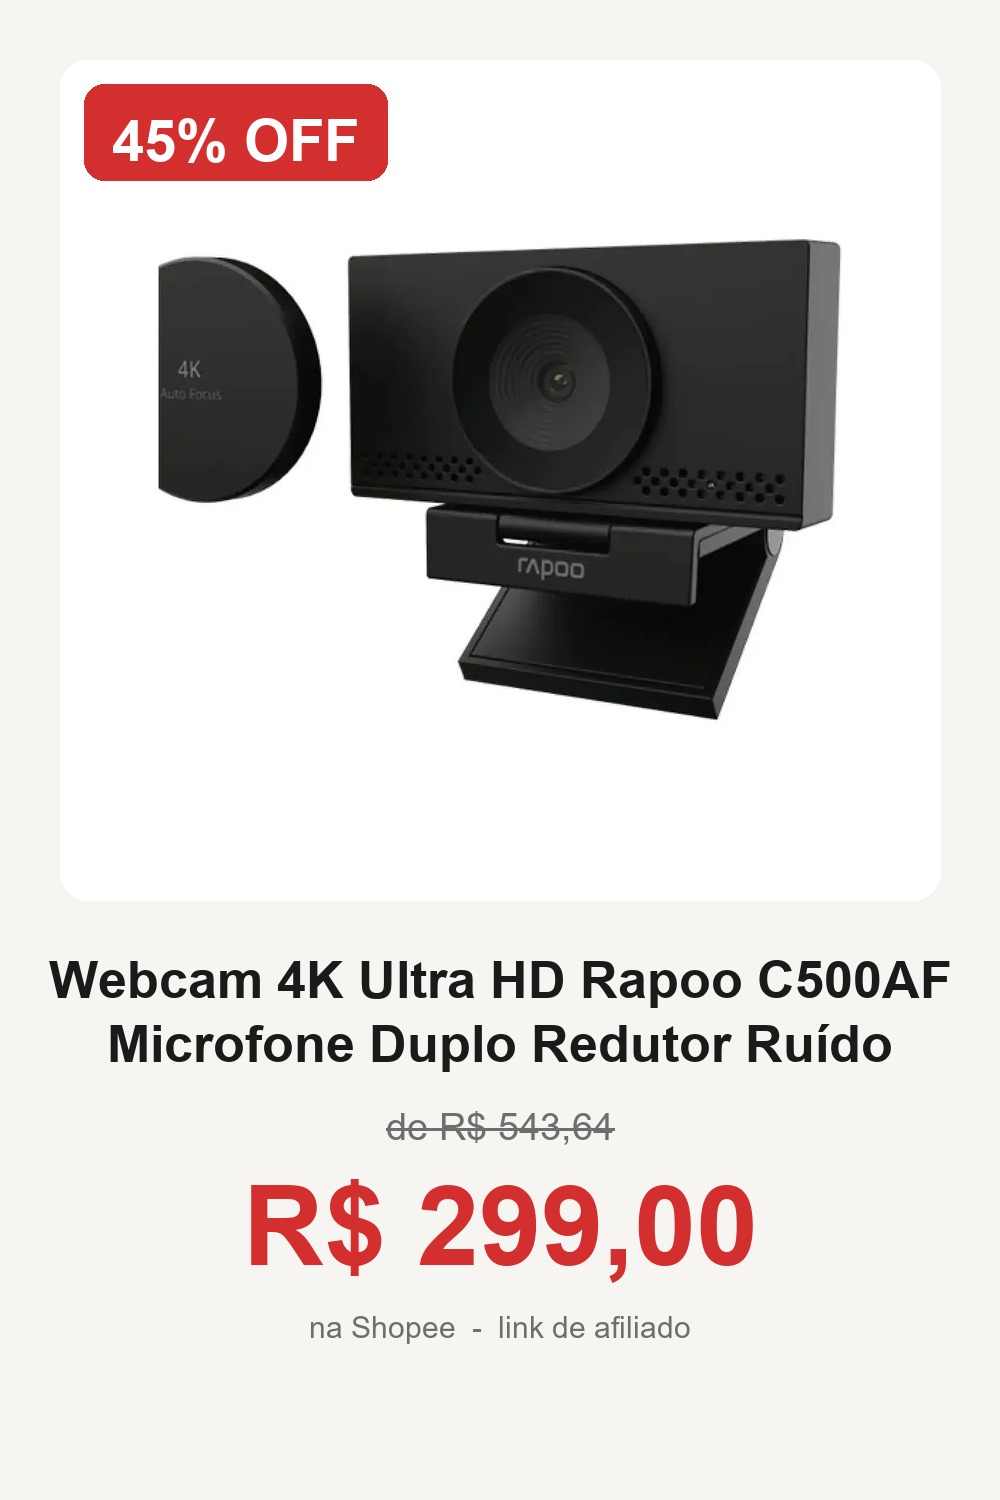 45% OFF
4K
Auto Focus
rapoo
Webcam 4K Ultra HD Rapoo C500AF
Microfone Duplo Redutor Ruído
de R$ 543,64
R$ 299,00
na Shopee - link de afiliado